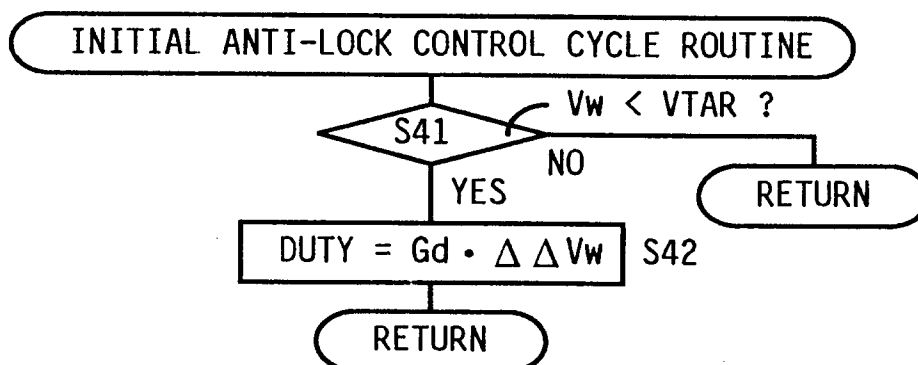 INITIAL ANTI-LOCK CONTROL CYCLE ROUTINE
Vw < VTAR ?
S41
NO
YES
RETURN
DUTY = Gd · Δ Δ Vw S42
RETURN